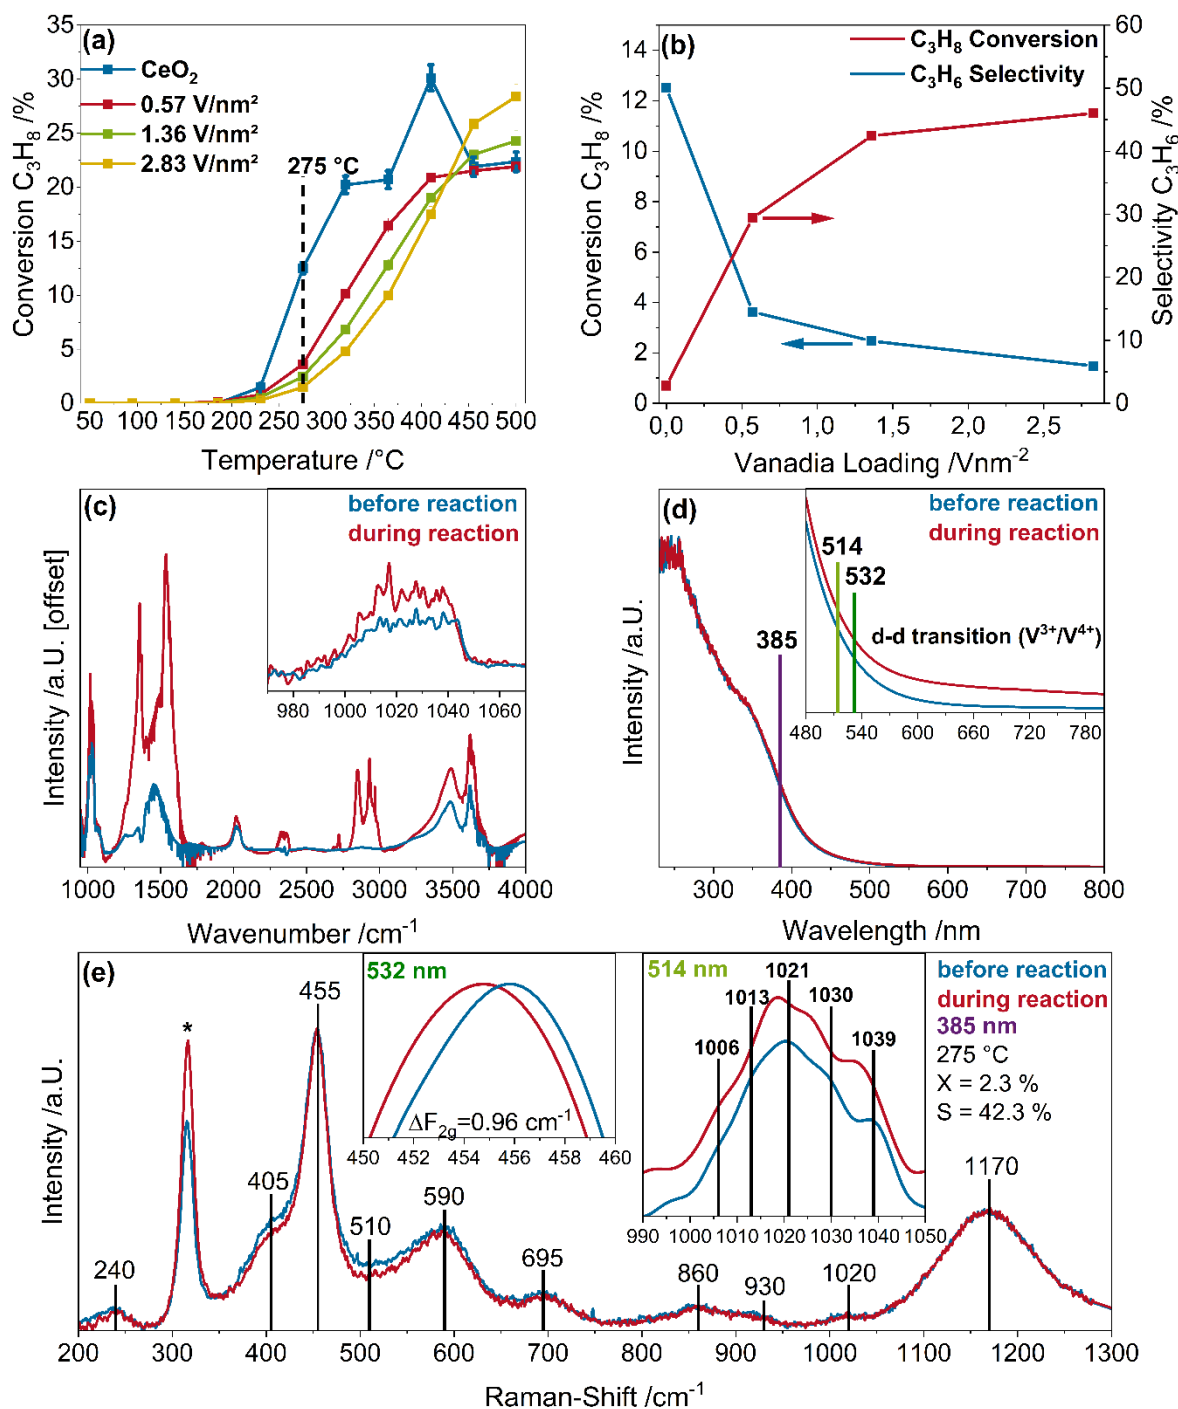 (a)
CeO₂
0.57 V/nm²
1.36 V/nm²
2.83 V/nm²
275 °C
35
30
25
20
15
10
5
0
50 100 150 200 250 300 350 400 450 500
Conversion C₃H₈ /%
Temperature /°C
(b)
C₃H₈ Conversion
C₃H₆ Selectivity
14
12
10
8
6
4
2
0
60
50
40
30
20
10
0
0,0 0,5 1,0 1,5 2,0 2,5
Conversion C₃H₈ /%
Selectivity C₃H₆ /%
Vanadia Loading /Vnm⁻²
(c)
before reaction
during reaction
980 1000 1020 1040 1060
1000 1500 2000 2500 3000 3500 4000
Intensity /a.U. [offset]
Wavenumber /cm⁻¹
(d)
before reaction
during reaction
514
532
d-d transition (V³⁺/V⁴⁺)
480 540 600 660 720 780
385
300 400 500 600 700 800
Intensity /a.U.
Wavelength /nm
(e)
532 nm
ΔF₂g=0.96 cm⁻¹
450 452 454 456 458 460
514 nm
1006
1013
1021
1030
1039
990 1000 1010 1020 1030 1040 1050
before reaction
during reaction
385 nm
275 °C
X = 2.3 %
S = 42.3 %
*
240
405
455
510
590
695
860
930
1020
1170
200 300 400 500 600 700 800 900 1000 1100 1200 1300
Intensity /a.U.
Raman-Shift /cm⁻¹